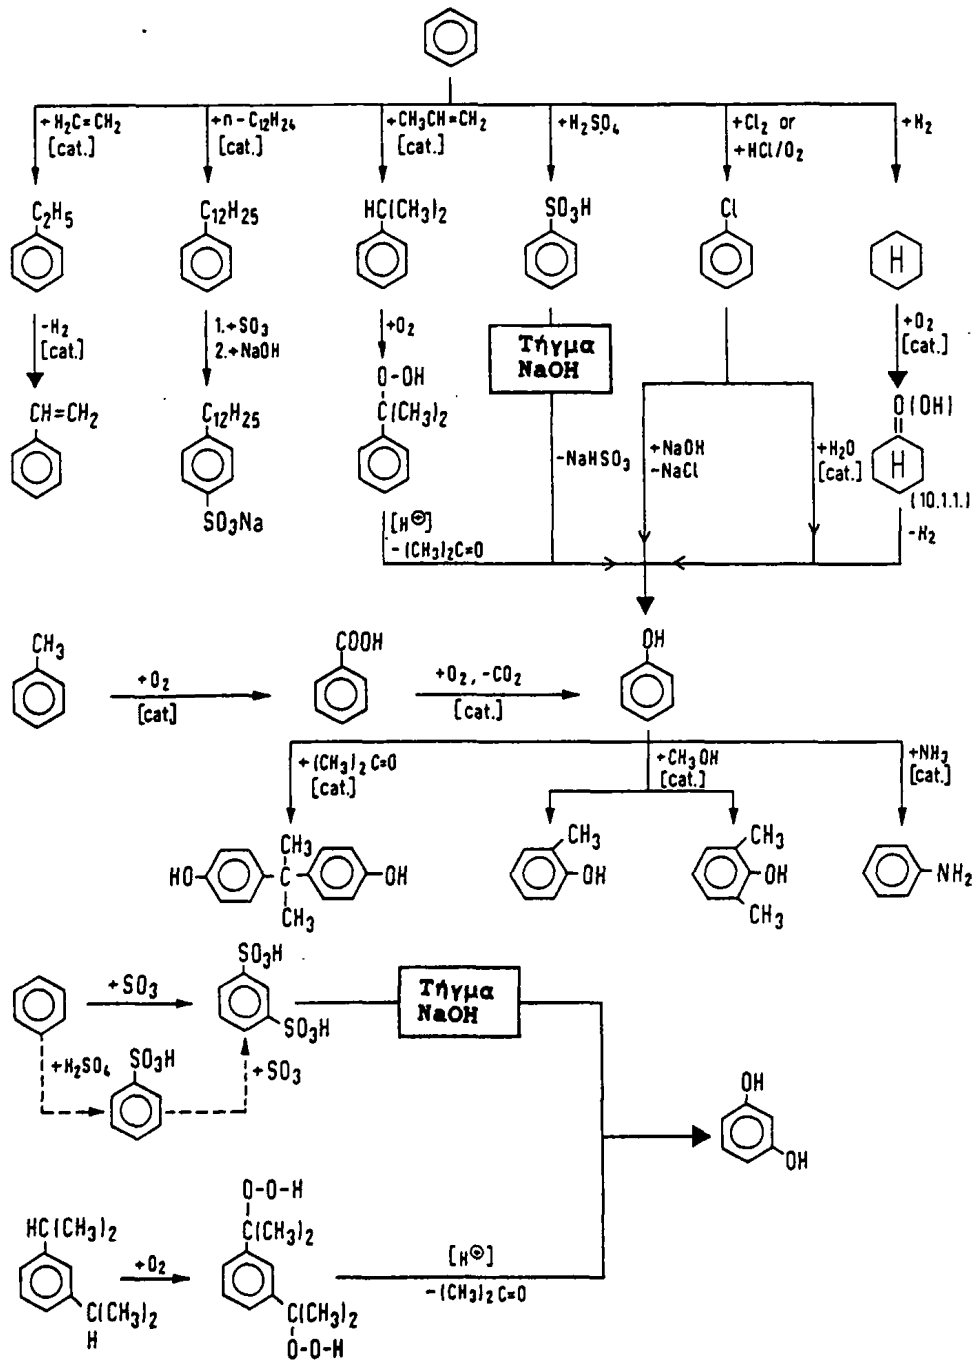 +H₂C=CH₂
[cat.]
+n-C₁₂H₂₄
[cat.]
+CH₃CH=CH₂
[cat.]
+H₂SO₄
+Cl₂ or
+HCl/O₂
+H₂
C₂H₅
C₁₂H₂₅
HC(CH₃)₂
SO₃H
Cl
H
-H₂
[cat.]
1.+SO₃
2.+NaOH
+O₂
Τήγμα
NaOH
+O₂
[cat.]
O-OH
C(CH₃)₂
CH=CH₂
C₁₂H₂₅
SO₃Na
-NaHSO₃
+NaOH
-NaCl
+H₂O
[cat.]
O(OH)
H
(10.1.1.)
[H⊕]
-(CH₃)₂C=O
-H₂
CH₃
+O₂
[cat.]
COOH
+O₂,-CO₂
[cat.]
OH
+(CH₃)₂C=O
[cat.]
+CH₃OH
[cat.]
+NH₃
[cat.]
HO
CH₃
C
CH₃
OH
CH₃
OH
CH₃
OH
CH₃
NH₂
+SO₃
SO₃H
SO₃H
Τήγμα
NaOH
+H₂SO₄
SO₃H
+SO₃
OH
OH
HC(CH₃)₂
C(CH₃)₂
H
+O₂
O-O-H
C(CH₃)₂
C(CH₃)₂
O-O-H
[H⊕]
-(CH₃)₂C=O